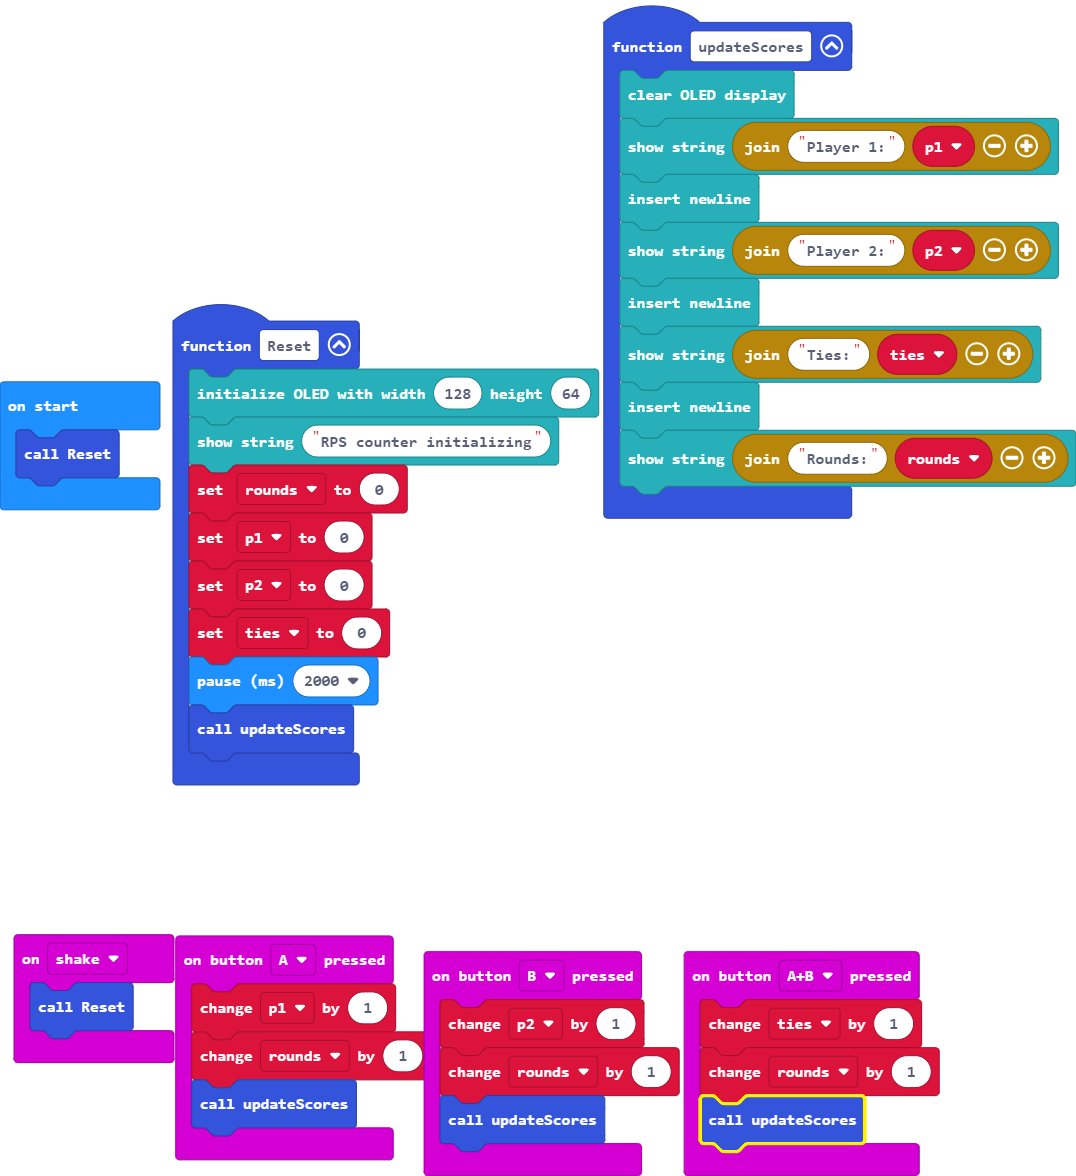 function updateScores
clear OLED display
show string join "Player 1:" p1
insert newline
show string join "Player 2:" p2
insert newline
show string join "Ties:" ties
insert newline
show string join "Rounds:" rounds
function Reset
initialize OLED with width 128 height 64
show string "RPS counter initializing"
set rounds to 0
set p1 to 0
set p2 to 0
set ties to 0
pause (ms) 2000
call updateScores
on start
call Reset
on shake
call Reset
on button A pressed
change p1 by 1
change rounds by 1
call updateScores
on button B pressed
change p2 by 1
change rounds by 1
call updateScores
on button A+B pressed
change ties by 1
change rounds by 1
call updateScores